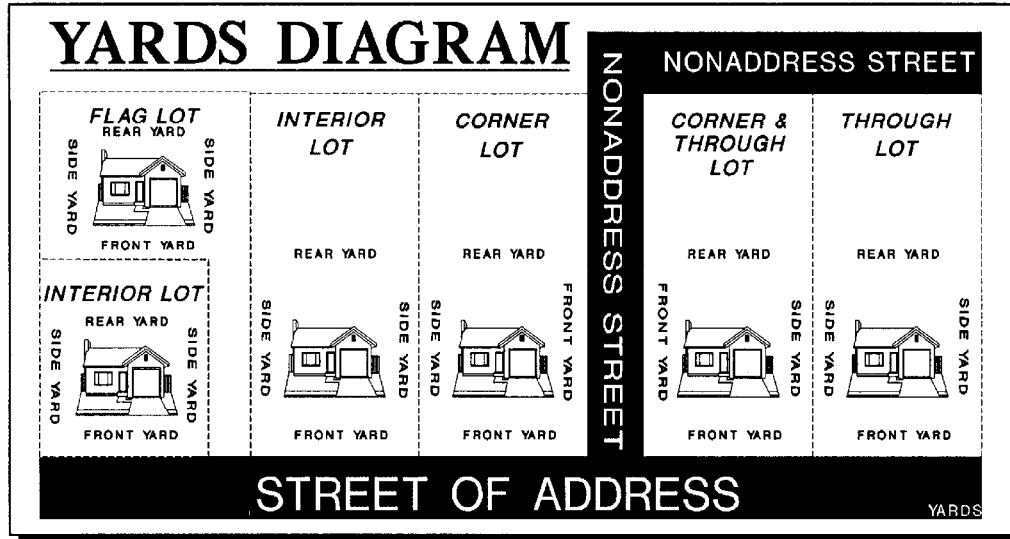 YARDS DIAGRAM
NONADDRESS STREET
NONADDRESS STREET
FLAG LOT
REAR YARD
SIDE YARD
SIDE YARD
FRONT YARD
INTERIOR LOT
REAR YARD
SIDE YARD
SIDE YARD
FRONT YARD
INTERIOR
LOT
REAR YARD
SIDE YARD
SIDE YARD
FRONT YARD
CORNER
LOT
REAR YARD
SIDE YARD
FRONT YARD
FRONT YARD
CORNER &
THROUGH
LOT
REAR YARD
FRONT YARD
SIDE YARD
FRONT YARD
THROUGH
LOT
REAR YARD
SIDE YARD
SIDE YARD
FRONT YARD
STREET OF ADDRESS
YARDS